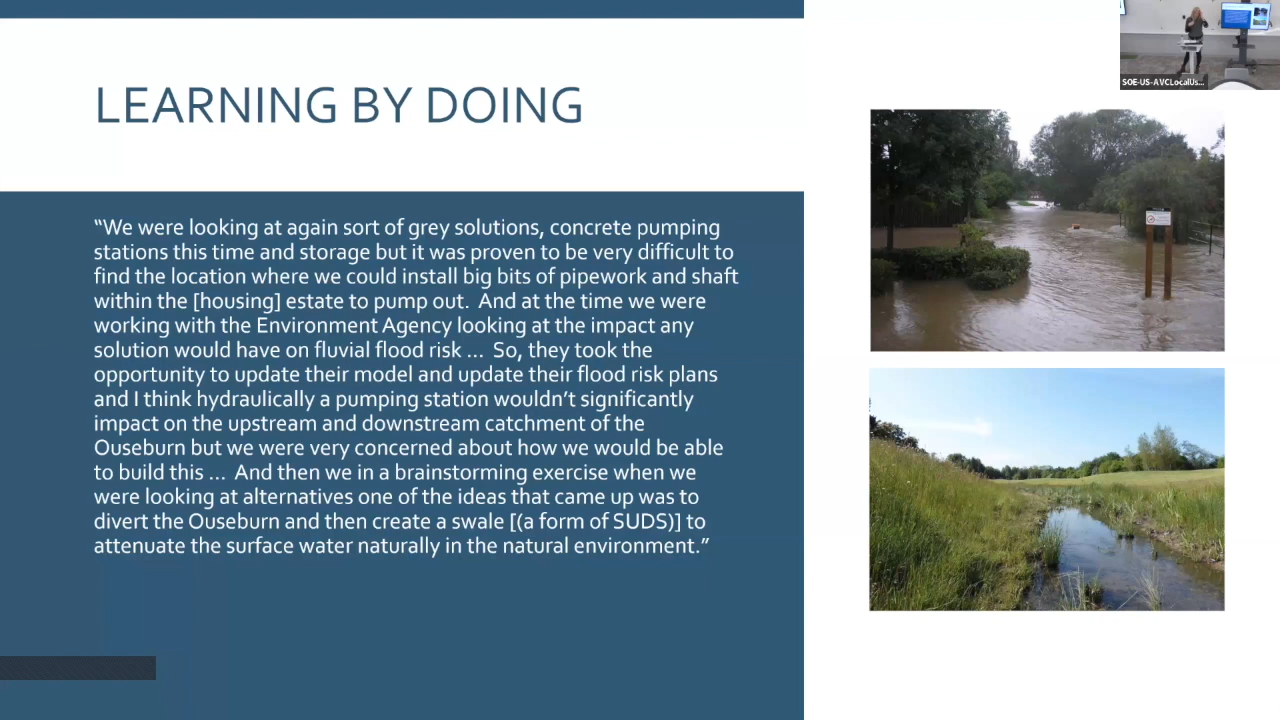 LEARNING BY DOING
“We were looking at again sort of grey solutions, concrete pumping
stations this time and storage but it was proven to be very difficult to
find the location where we could install big bits of pipework and shaft
within the [housing] estate to pump out.  And at the time we were
working with the Environment Agency looking at the impact any
solution would have on fluvial flood risk ...  So, they took the
opportunity to update their model and update their flood risk plans
and I think hydraulically a pumping station wouldn’t significantly
impact on the upstream and downstream catchment of the
Ouseburn but we were very concerned about how we would be able
to build this ...  And then we in a brainstorming exercise when we
were looking at alternatives one of the ideas that came up was to
divert the Ouseburn and then create a swale [(a form of SUDS)] to
attenuate the surface water naturally in the natural environment.”
SOE-US-AVCLocalUs...